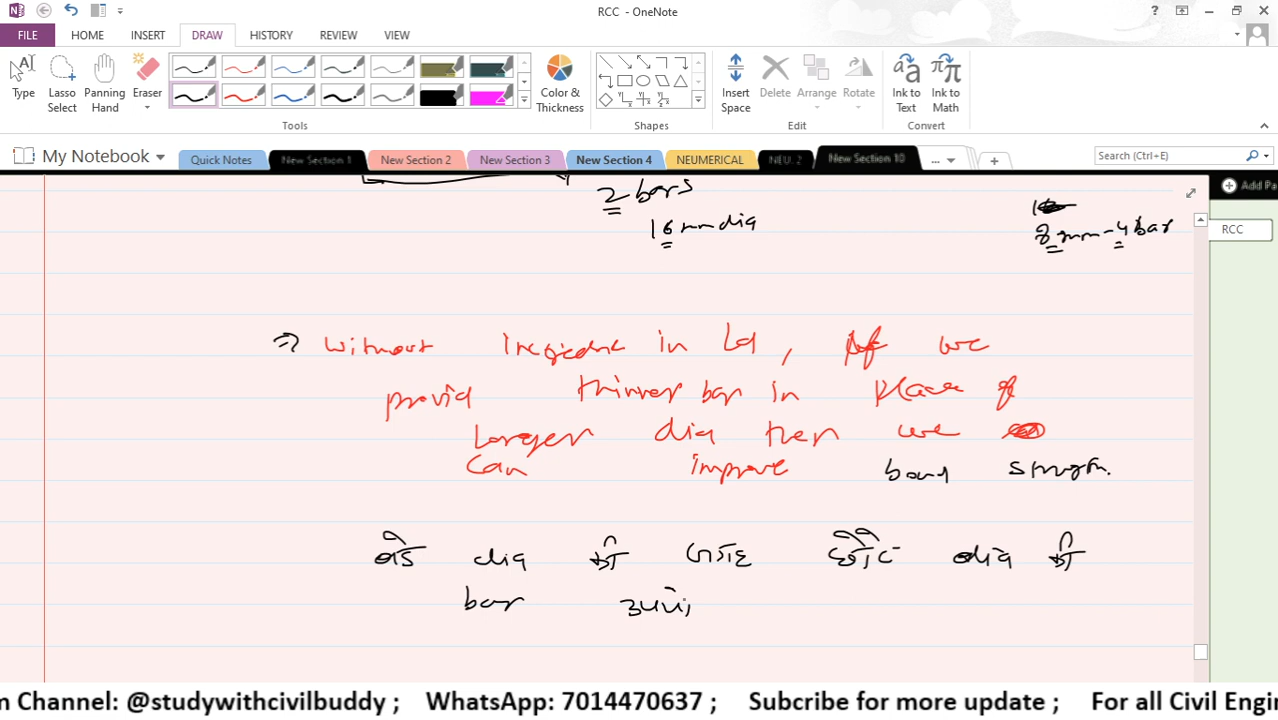 RCC - OneNote
FILE HOME INSERT DRAW HISTORY REVIEW VIEW
Type Lasso Select Panning Hand Eraser Color & Thickness Insert Space Delete Arrange Rotate Ink to Text Ink to Math
Tools Shapes Edit Convert
My Notebook Quick Notes New Section 1 New Section 2 New Section 3 New Section 4 NEUMERICAL NEU. 2 New Section 10 ... Search (Ctrl+E)
Add Pa
RCC
2 bars
16 mm dia
8 mm - 4 bar
⇒ without in Ld, If we
provid thinner bar in place of
Larger dia then we
can improve bond strength.
dia की जगह छोटे dia की
bar
m Channel: @studywithcivilbuddy ; WhatsApp: 7014470637 ; Subcribe for more update ; For all Civil Engin